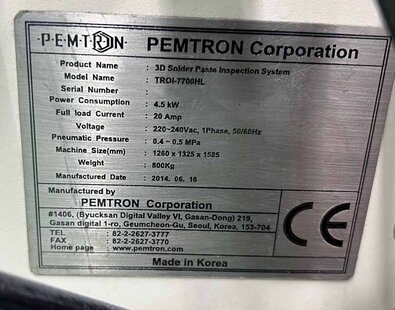 P·E·M·T·R·O·N PEMTRON Corporation
Product Name : 3D Solder Paste Inspection System
Model Name : TROI-7700HL
Serial Number :
Power Consumption : 4.5 kW
Full load Current : 20 Amp
Voltage : 220~240Vac, 1Phase, 50/60Hz
Pneumatic Pressure : 0.4 ~ 0.5 MPa
Machine Size(mm) : 1260 x 1325 x 1585
Weight : 800Kg
Manufactured Date : 2014. 06. 16
Manufactured by
PEMTRON Corporation
#1406, (Byucksan Digital Valley VI, Gasan-Dong) 219,
Gasan digital 1-ro, Geumcheon-Gu, Seoul, Korea, 153-704
TEL : 82-2-2627-3777
FAX : 82-2-2627-3770
Home page : www.pemtron.com
CE
Made in Korea